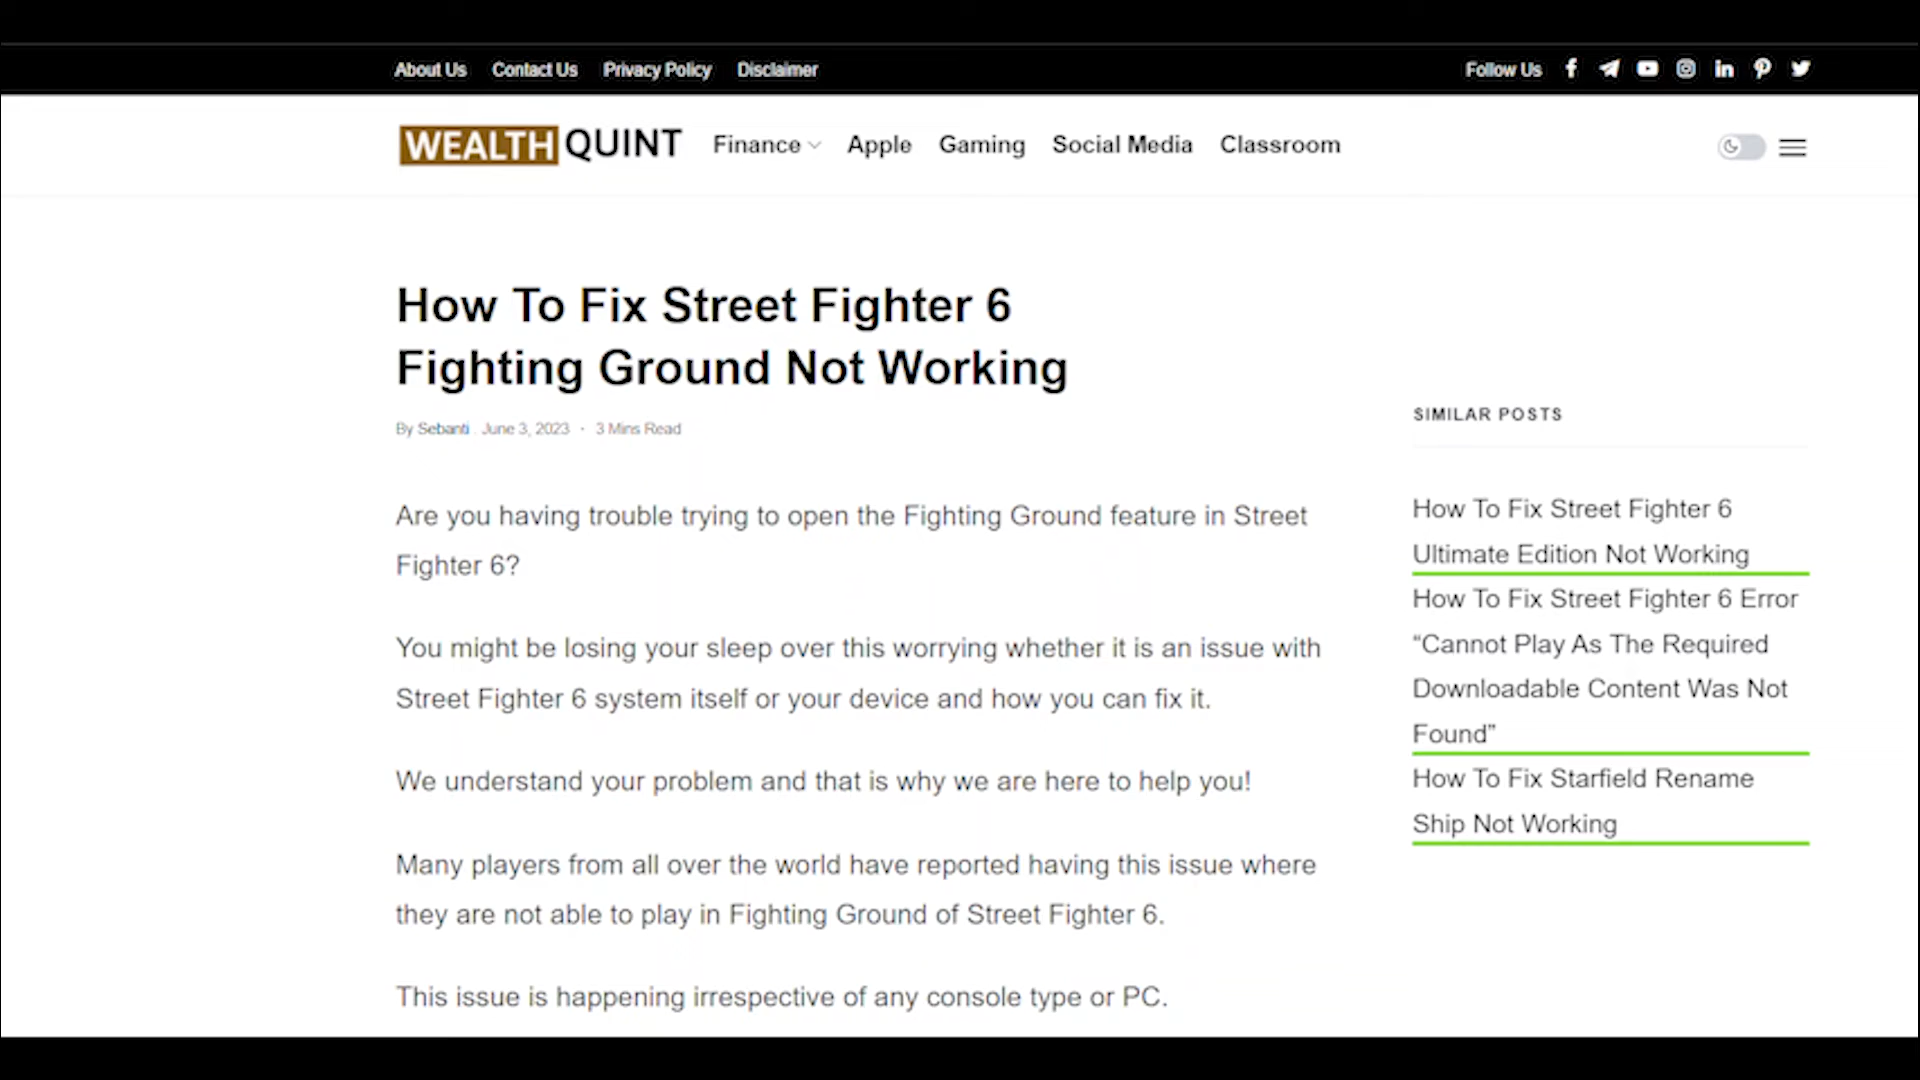 About Us Contact Us Privacy Policy Disclaimer Follow Us
WEALTH QUINT Finance Apple Gaming Social Media Classroom
How To Fix Street Fighter 6
Fighting Ground Not Working
By Sebanti . June 3, 2023 · 3 Mins Read
Are you having trouble trying to open the Fighting Ground feature in Street
Fighter 6?
You might be losing your sleep over this worrying whether it is an issue with
Street Fighter 6 system itself or your device and how you can fix it.
We understand your problem and that is why we are here to help you!
Many players from all over the world have reported having this issue where
they are not able to play in Fighting Ground of Street Fighter 6.
This issue is happening irrespective of any console type or PC.
SIMILAR POSTS
How To Fix Street Fighter 6
Ultimate Edition Not Working
How To Fix Street Fighter 6 Error
“Cannot Play As The Required
Downloadable Content Was Not
Found”
How To Fix Starfield Rename
Ship Not Working